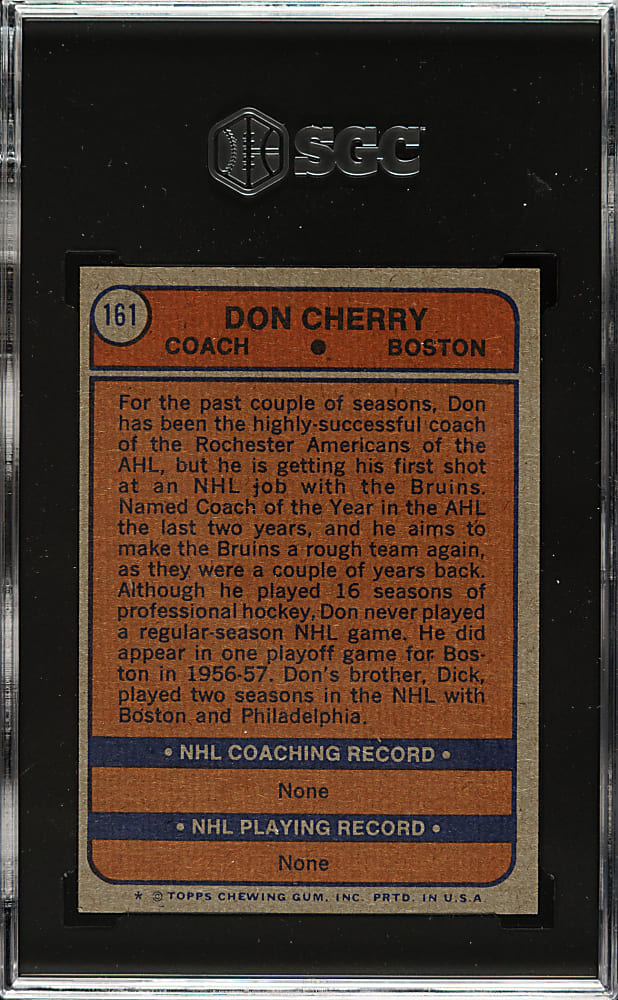 SGC
161
DON CHERRY
COACH ● BOSTON
For the past couple of seasons, Don
has been the highly-successful coach
of the Rochester Americans of the
AHL, but he is getting his first shot
at an NHL job with the Bruins.
Named Coach of the Year in the AHL
the last two years, and he aims to
make the Bruins a rough team again,
as they were a couple of years back.
Although he played 16 seasons of
professional hockey, Don never played
a regular-season NHL game. He did
appear in one playoff game for Bos-
ton in 1956-57. Don's brother, Dick,
played two seasons in the NHL with
Boston and Philadelphia.
• NHL COACHING RECORD •
None
• NHL PLAYING RECORD •
None
* © TOPPS CHEWING GUM, INC. PRTD. IN U.S.A.